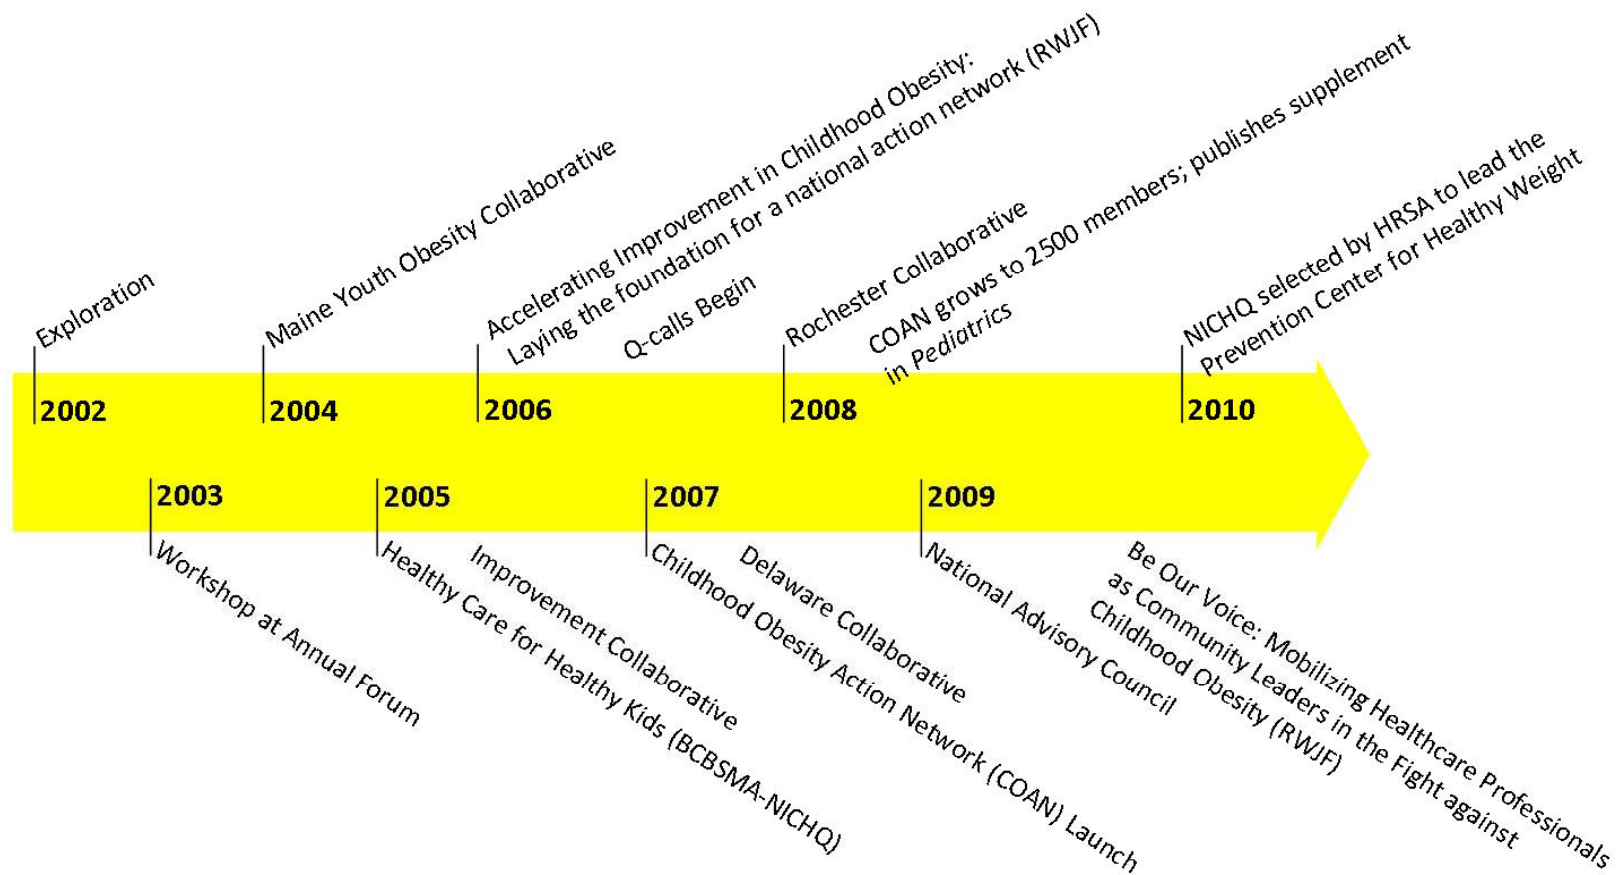 Exploration
2002
2003
Workshop at Annual Forum
Maine Youth Obesity Collaborative
2004
2005
Healthy Care for Healthy Kids (BCBSMA-NICHQ)
Improvement Collaborative
Accelerating Improvement in Childhood Obesity:
Laying the foundation for a national action network (RWJF)
Q-calls Begin
2006
2007
Childhood Obesity Action Network (COAN) Launch
Delaware Collaborative
Rochester Collaborative
COAN grows to 2500 members; publishes supplement
in Pediatrics
2008
2009
National Advisory Council
Be Our Voice: Mobilizing Healthcare Professionals
as Community Leaders in the Fight against
Childhood Obesity (RWJF)
NICHQ selected by HRSA to lead the
Prevention Center for Healthy Weight
2010